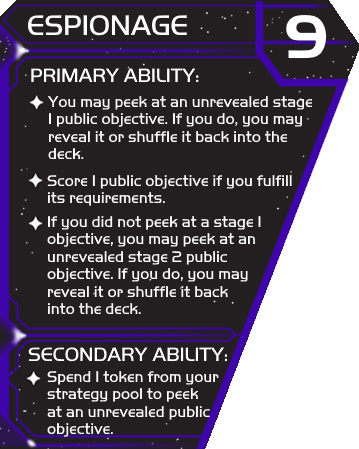 ESPIONAGE
9
PRIMARY ABILITY:
You may peek at an unrevealed stage
I public objective. If you do, you may
reveal it or shuffle it back into the
deck.
Score I public objective if you fulfill
its requirements.
If you did not peek at a stage I
objective, you may peek at an
unrevealed stage 2 public
objective. If you do, you may
reveal it or shuffle it back
into the deck.
SECONDARY ABILITY:
Spend I token from your
strategy pool to peek
at an unrevealed public
objective.